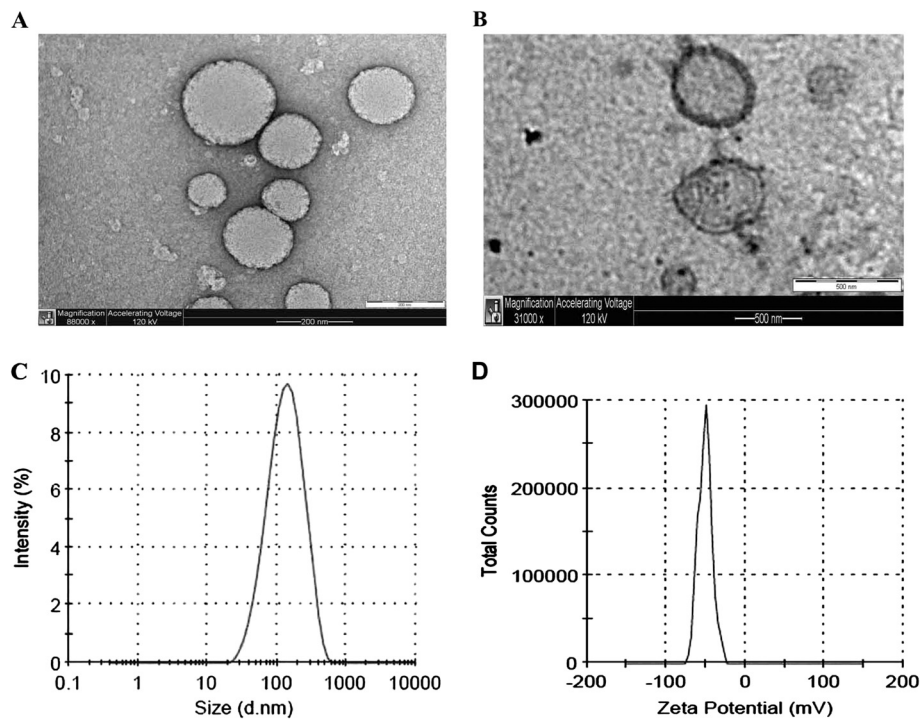 A
Magnification Accelerating Voltage
88000 x 120 kV 200 nm
B
500 nm
Magnification Accelerating Voltage
31000 x 120 kV 500 nm
C
10
8
6
4
2
0
Intensity (%)
0.1 1 10 100 1000 10000
Size (d.nm)
D
300000
200000
100000
0
Total Counts
-200 -100 0 100 200
Zeta Potential (mV)